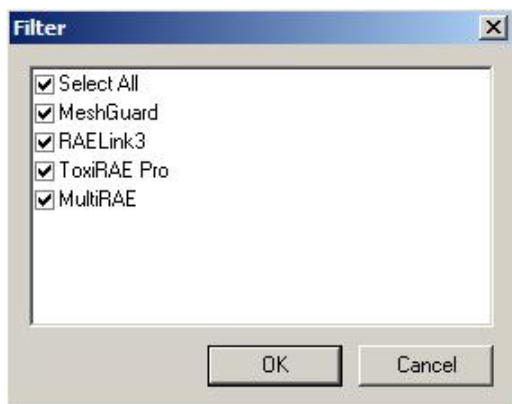 Filter
Select All
MeshGuard
RAELink3
ToxiRAE Pro
MultiRAE
OK Cancel